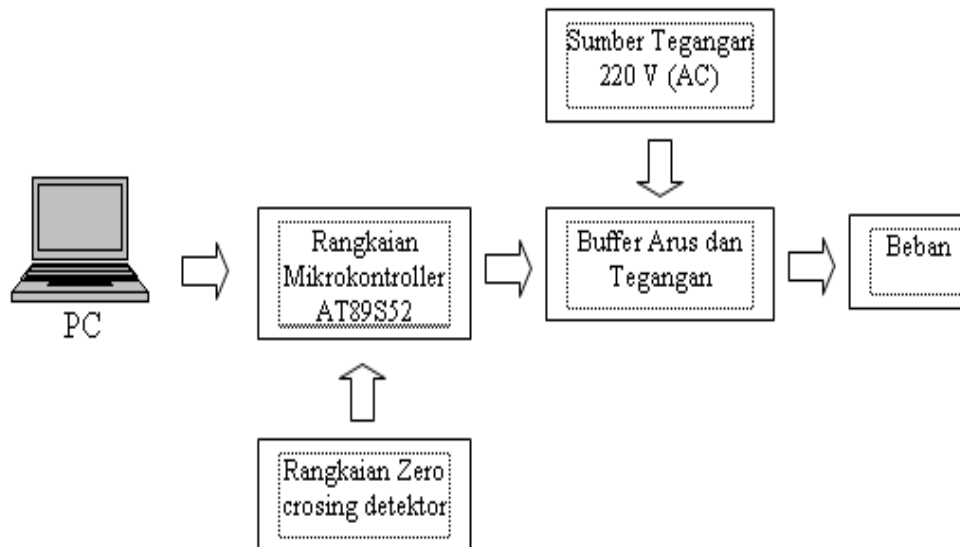 Sumber Tegangan
220 V (AC)
PC
Rangkaian
Mikrokontroller
AT89S52
Buffer Arus dan
Tegangan
Beban
Rangkaian Zero
crosing detektor